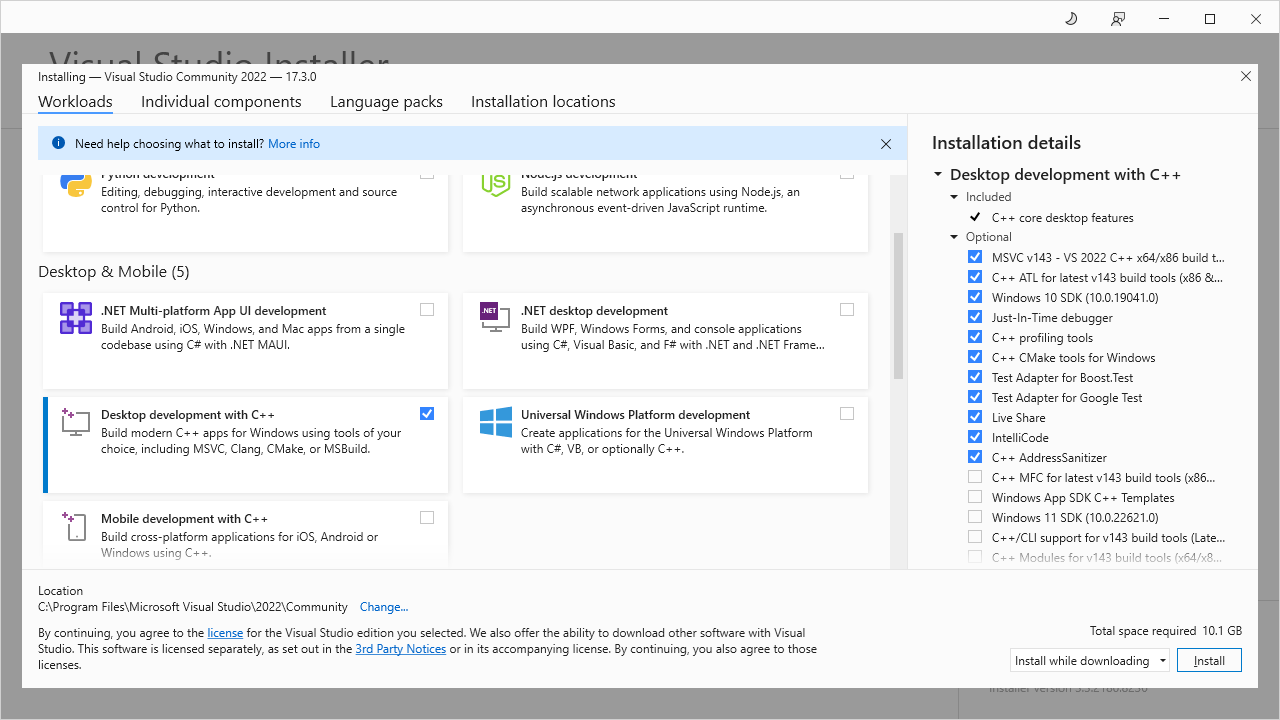 Visual Studio Installer
Installing — Visual Studio Community 2022 — 17.3.0
Workloads
Individual components
Language packs
Installation locations
Need help choosing what to install? More info
Python development
Editing, debugging, interactive development and source
control for Python.
Node.js development
Build scalable network applications using Node.js, an
asynchronous event-driven JavaScript runtime.
Desktop & Mobile (5)
.NET Multi-platform App UI development
Build Android, iOS, Windows, and Mac apps from a single
codebase using C# with .NET MAUI.
.NET
.NET desktop development
Build WPF, Windows Forms, and console applications
using C#, Visual Basic, and F# with .NET and .NET Frame...
Desktop development with C++
Build modern C++ apps for Windows using tools of your
choice, including MSVC, Clang, CMake, or MSBuild.
Universal Windows Platform development
Create applications for the Universal Windows Platform
with C#, VB, or optionally C++.
Mobile development with C++
Build cross-platform applications for iOS, Android or
Windows using C++.
Installation details
Desktop development with C++
Included
C++ core desktop features
Optional
MSVC v143 - VS 2022 C++ x64/x86 build t...
C++ ATL for latest v143 build tools (x86 &...
Windows 10 SDK (10.0.19041.0)
Just-In-Time debugger
C++ profiling tools
C++ CMake tools for Windows
Test Adapter for Boost.Test
Test Adapter for Google Test
Live Share
IntelliCode
C++ AddressSanitizer
C++ MFC for latest v143 build tools (x86...
Windows App SDK C++ Templates
Windows 11 SDK (10.0.22621.0)
C++/CLI support for v143 build tools (Late...
C++ Modules for v143 build tools (x64/x8...
Location
C:\Program Files\Microsoft Visual Studio\2022\Community Change...
By continuing, you agree to the license for the Visual Studio edition you selected. We also offer the ability to download other software with Visual
Studio. This software is licensed separately, as set out in the 3rd Party Notices or in its accompanying license. By continuing, you also agree to those
licenses.
Total space required 10.1 GB
Install while downloading
Install